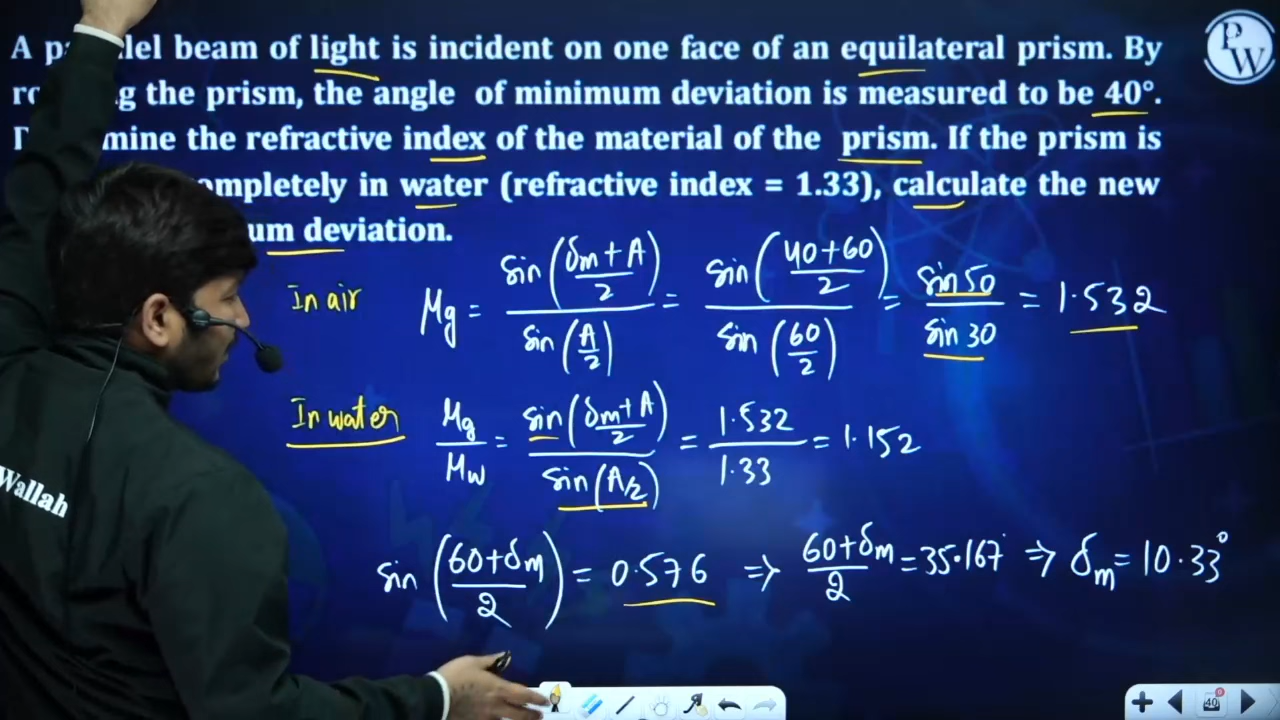 A lel beam of light is incident on one face of an equilateral prism. By
g the prism, the angle of minimum deviation is measured to be 40°.
mine the refractive index of the material of the prism. If the prism is
ompletely in water (refractive index = 1.33), calculate the new
um deviation.
PW
In air μg = sin((δm+A)/2) / sin(A/2) = sin((40+60)/2) / sin(60/2) = sin 50 / sin 30 = 1.532
In water μg/μw = sin((δm+A)/2) / sin(A/2) = 1.532/1.33 = 1.152
sin((60+δm)/2) = 0.576 ⇒ (60+δm)/2 = 35.167° ⇒ δm = 10.33°
Wallah
40